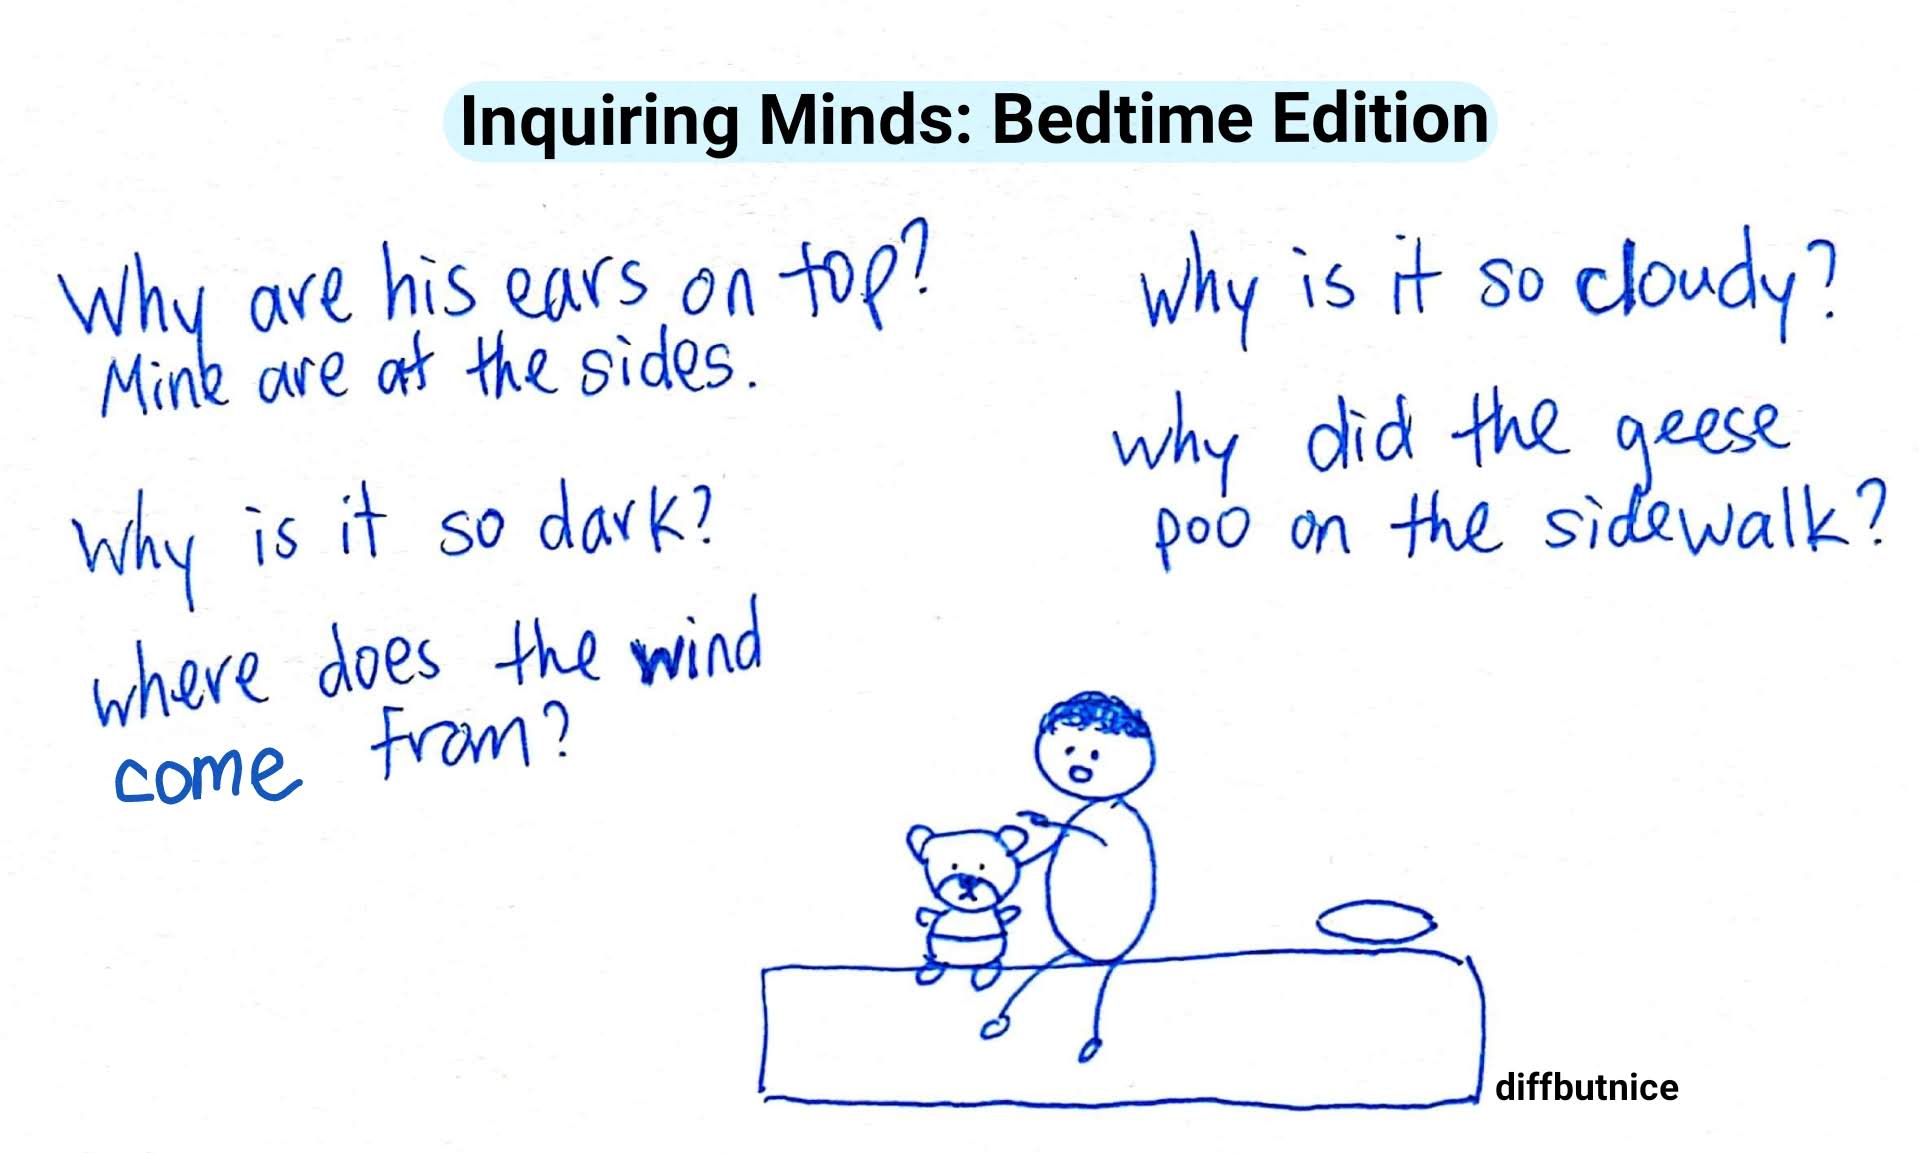 Inquiring Minds: Bedtime Edition
Why are his ears on top?
Mine are at the sides.
Why is it so dark?
where does the wind
come from?
why is it so cloudy?
why did the geese
poo on the sidewalk?
diffbutnice